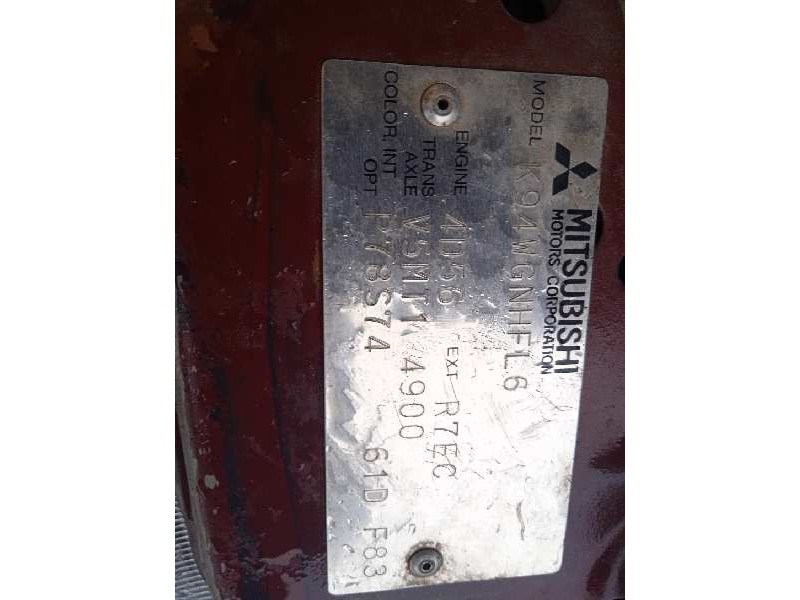 MITSUBISHI
MOTORS CORPORATION
MODEL K94WGNHFL6
ENGINE 4D56 EXT R7EC
TRANS AXLE V5MT1 4900
COLOR, INT OPT P78S74 61D F83